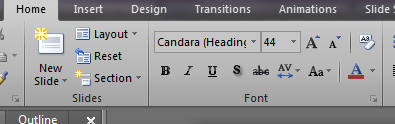 Home Insert Design Transitions Animations Slide S
Layout
Candara (Heading 44 A A
Reset
New
Slide
Section
B I U S abc AV Aa A
Slides Font
Outline x